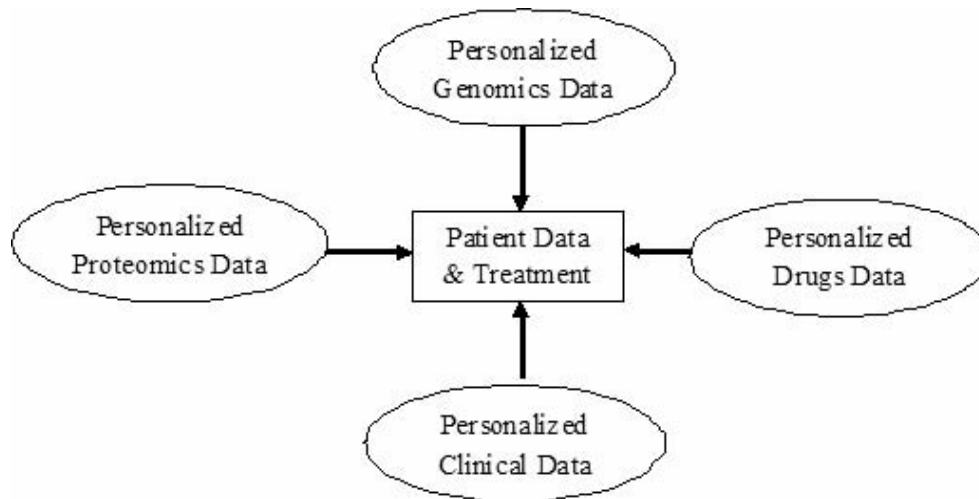 Personalized
Genomics Data
Personalized
Proteomics Data
Patient Data
& Treatment
Personalized
Drugs Data
Personalized
Clinical Data